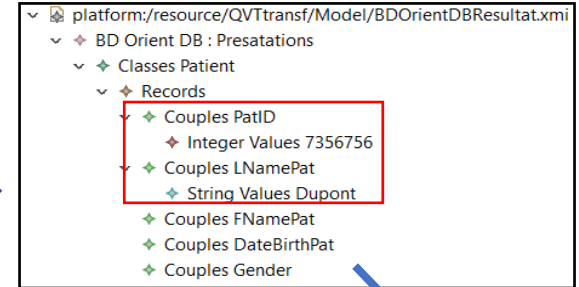 platform:/resource/QVTtransf/Model/BDOrientDBResultat.xmi
BD Orient DB : Presatations
Classes Patient
Records
Couples PatID
Integer Values 7356756
Couples LNamePat
String Values Dupont
Couples FNamePat
Couples DateBirthPat
Couples Gender